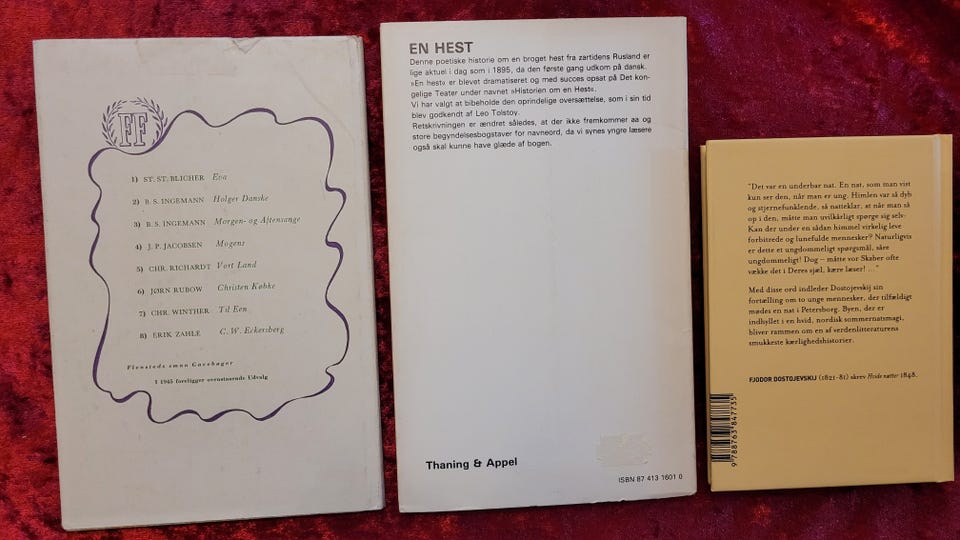 FF
1) ST. ST. BLICHER Eva
2) B. S. INGEMANN Holger Danske
3) B. S. INGEMANN Morgen- og Aftensange
4) J. P. JACOBSEN Mogens
5) CHR. RICHARDT Vort Land
6) JØRN RUBOW Christen Købke
7) CHR. WINTHER Til Een
8) ERIK ZAHLE C. W. Eckersberg
Flensteds smaa Gavebøger
I 1945 foreligger ovenstaaende Udvalg
EN HEST
Denne poetiske historie om en broget hest fra zartidens Rusland er
lige aktuel i dag som i 1895, da den første gang udkom på dansk.
»En hest« er blevet dramatiseret og med succes opsat på Det kon-
gelige Teater under navnet »Historien om en Hest«.
Vi har valgt at bibeholde den oprindelige oversættelse, som i sin tid
blev godkendt af Leo Tolstoy.
Retskrivningen er ændret således, at der ikke fremkommer aa og
store begyndelsesbogstaver for navneord, da vi synes yngre læsere
også skal kunne have glæde af bogen.
Thaning & Appel
ISBN 87 413 1601 0
"Det var en underbar nat. En nat, som man vist
kun ser den, når man er ung. Himlen var så dyb
og stjernefunklende, så natteklar, at når man så
op i den, måtte man uvilkårligt spørge sig selv:
Kan der under en sådan himmel virkelig leve
forbitrede og lunefulde mennesker? Naturligvis
er dette et ungdommeligt spørgsmål, såre
ungdommeligt! Dog – måtte vor Skaber ofte
vække det i Deres sjæl, kære læser! ..."
Med disse ord indleder Dostojevskij sin
fortælling om to unge mennesker, der tilfældigt
mødes en nat i Petersborg. Byen, der er
indhyllet i en hvid, nordisk sommernatsmagi,
bliver rammen om en af verdenlitteraturens
smukkeste kærlighedshistorier.
FJODOR DOSTOJEVSKIJ (1821-81) skrev Hvide nætter 1848.
9 788763 847735